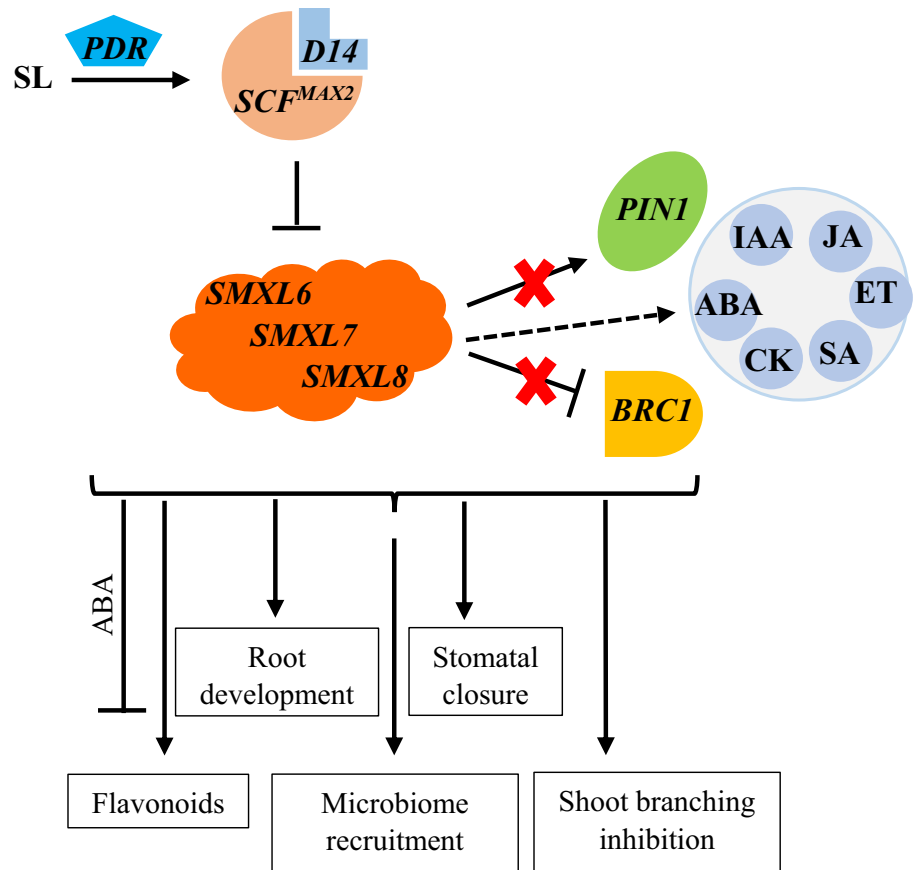 PDR
SL
D14
SCF^MAX2
PIN1
IAA
JA
ABA
ET
CK
SA
SMXL6
SMXL7
SMXL8
BRC1
ABA
Root
development
Stomatal
closure
Flavonoids
Microbiome
recruitment
Shoot branching
inhibition